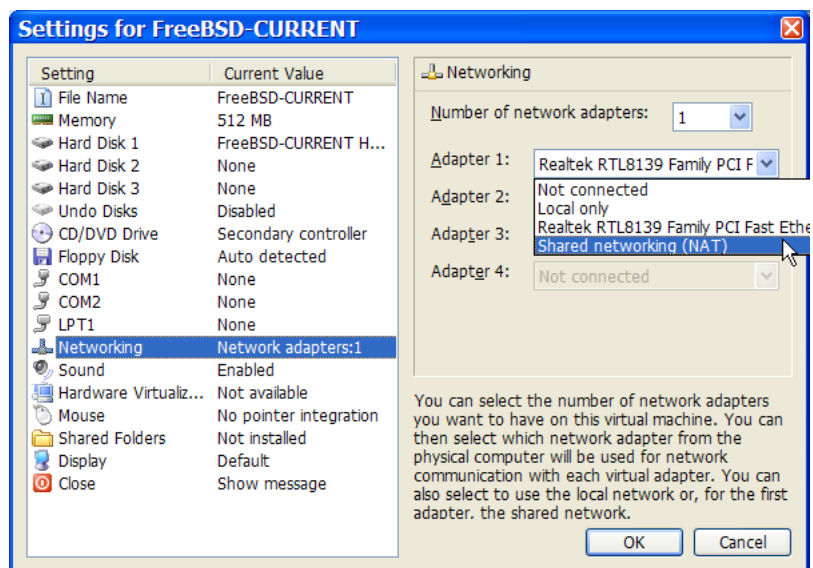 Settings for FreeBSD-CURRENT
Setting Current Value
File Name FreeBSD-CURRENT
Memory 512 MB
Hard Disk 1 FreeBSD-CURRENT H...
Hard Disk 2 None
Hard Disk 3 None
Undo Disks Disabled
CD/DVD Drive Secondary controller
Floppy Disk Auto detected
COM1 None
COM2 None
LPT1 None
Networking Network adapters:1
Sound Enabled
Hardware Virtualiz... Not available
Mouse No pointer integration
Shared Folders Not installed
Display Default
Close Show message
Networking
Number of network adapters: 1
Adapter 1: Realtek RTL8139 Family PCI F
Adapter 2:
Not connected
Local only
Adapter 3:
Realtek RTL8139 Family PCI Fast Ethe
Shared networking (NAT)
Adapter 4: Not connected
You can select the number of network adapters
you want to have on this virtual machine. You can
then select which network adapter from the
physical computer will be used for network
communication with each virtual adapter. You can
also select to use the local network or, for the first
adapter, the shared network.
OK Cancel